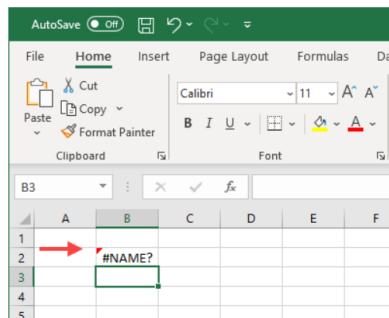 AutoSave Off
File Home Insert Page Layout Formulas Da
Cut
Copy
Paste
Format Painter
Calibri 11 A A
B I U A
Clipboard Font
B3 fx
A B C D E F
1
2 #NAME?
3
4
5